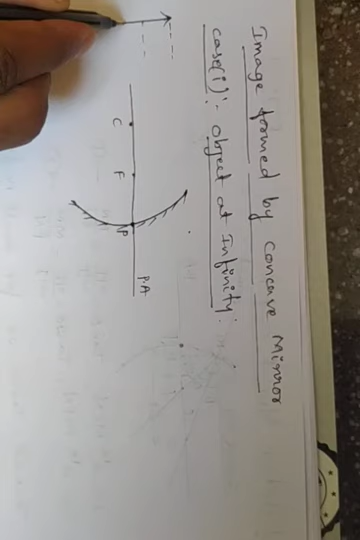 Image formed by Concave Mirror
case(i):- Object at Infinity:
C
F
P
P.A